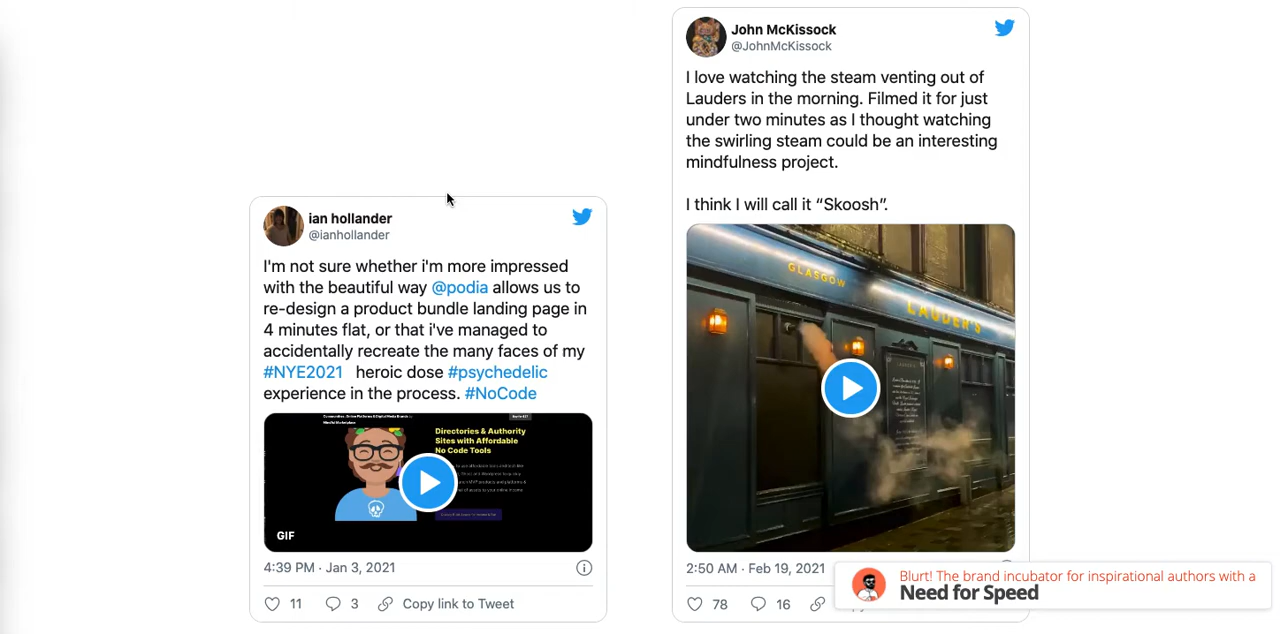 ian hollander
@ianhollander
I'm not sure whether i'm more impressed
with the beautiful way @podia allows us to
re-design a product bundle landing page in
4 minutes flat, or that i've managed to
accidentally recreate the many faces of my
#NYE2021 heroic dose #psychedelic
experience in the process. #NoCode
Directories & Authority
Sites with Affordable
No Code Tools
GIF
4:39 PM · Jan 3, 2021
11 3 Copy link to Tweet
John McKissock
@JohnMcKissock
I love watching the steam venting out of
Lauders in the morning. Filmed it for just
under two minutes as I thought watching
the swirling steam could be an interesting
mindfulness project.
I think I will call it “Skoosh”.
GLASGOW
LAUDER'S
2:50 AM · Feb 19, 2021
78 16
Blurt! The brand incubator for inspirational authors with a
Need for Speed